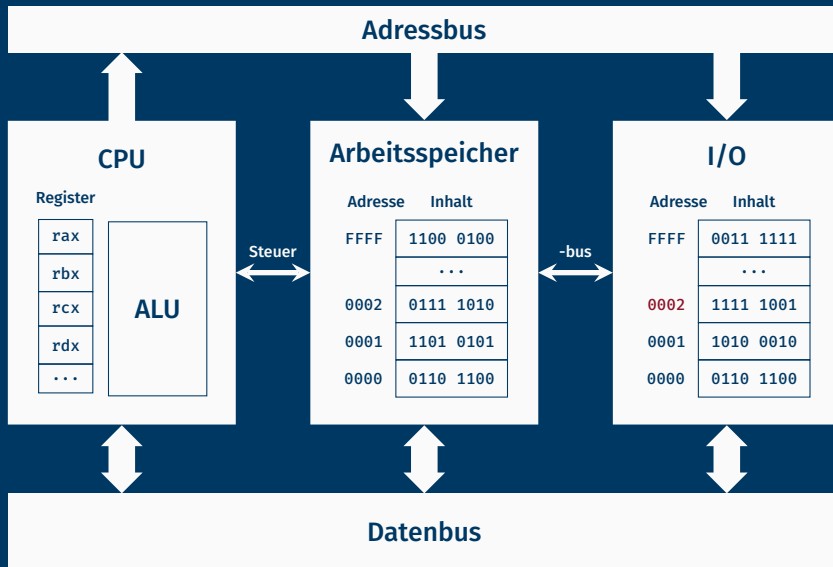 Adressbus
CPU
Register
rax
rbx
rcx
rdx
...
ALU
Steuer
Arbeitsspeicher
Adresse Inhalt
FFFF 1100 0100
...
0002 0111 1010
0001 1101 0101
0000 0110 1100
-bus
I/O
Adresse Inhalt
FFFF 0011 1111
...
0002 1111 1001
0001 1010 0010
0000 0110 1100
Datenbus